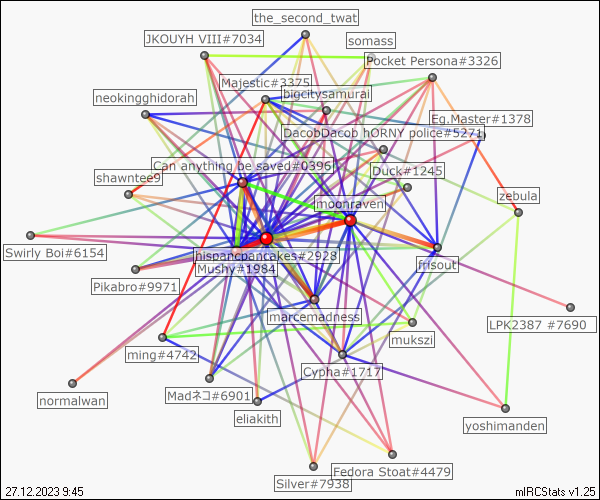 the_second_twat
JKOUYH VIII#7034
somass
Pocket Persona#3326
Majestic#3375
bigcitysamurai
neokingghidorah
Eq.Master#1378
DacobDacob hORNY police#5271
Can anything be saved#0396
Duck#1245
shawntee9
zebula
moonraven
Swirly Boi#6154
hispancpancakes#2928
frisout
Mushy#1984
Pikabro#9971
marcemadness
LPK2387 #7690
mukszi
ming#4742
Cypha#1717
Madネコ#6901
normalwan
eliakith
yoshimanden
Fedora Stoat#4479
Silver#7938
27.12.2023 9:45
mIRCStats v1.25